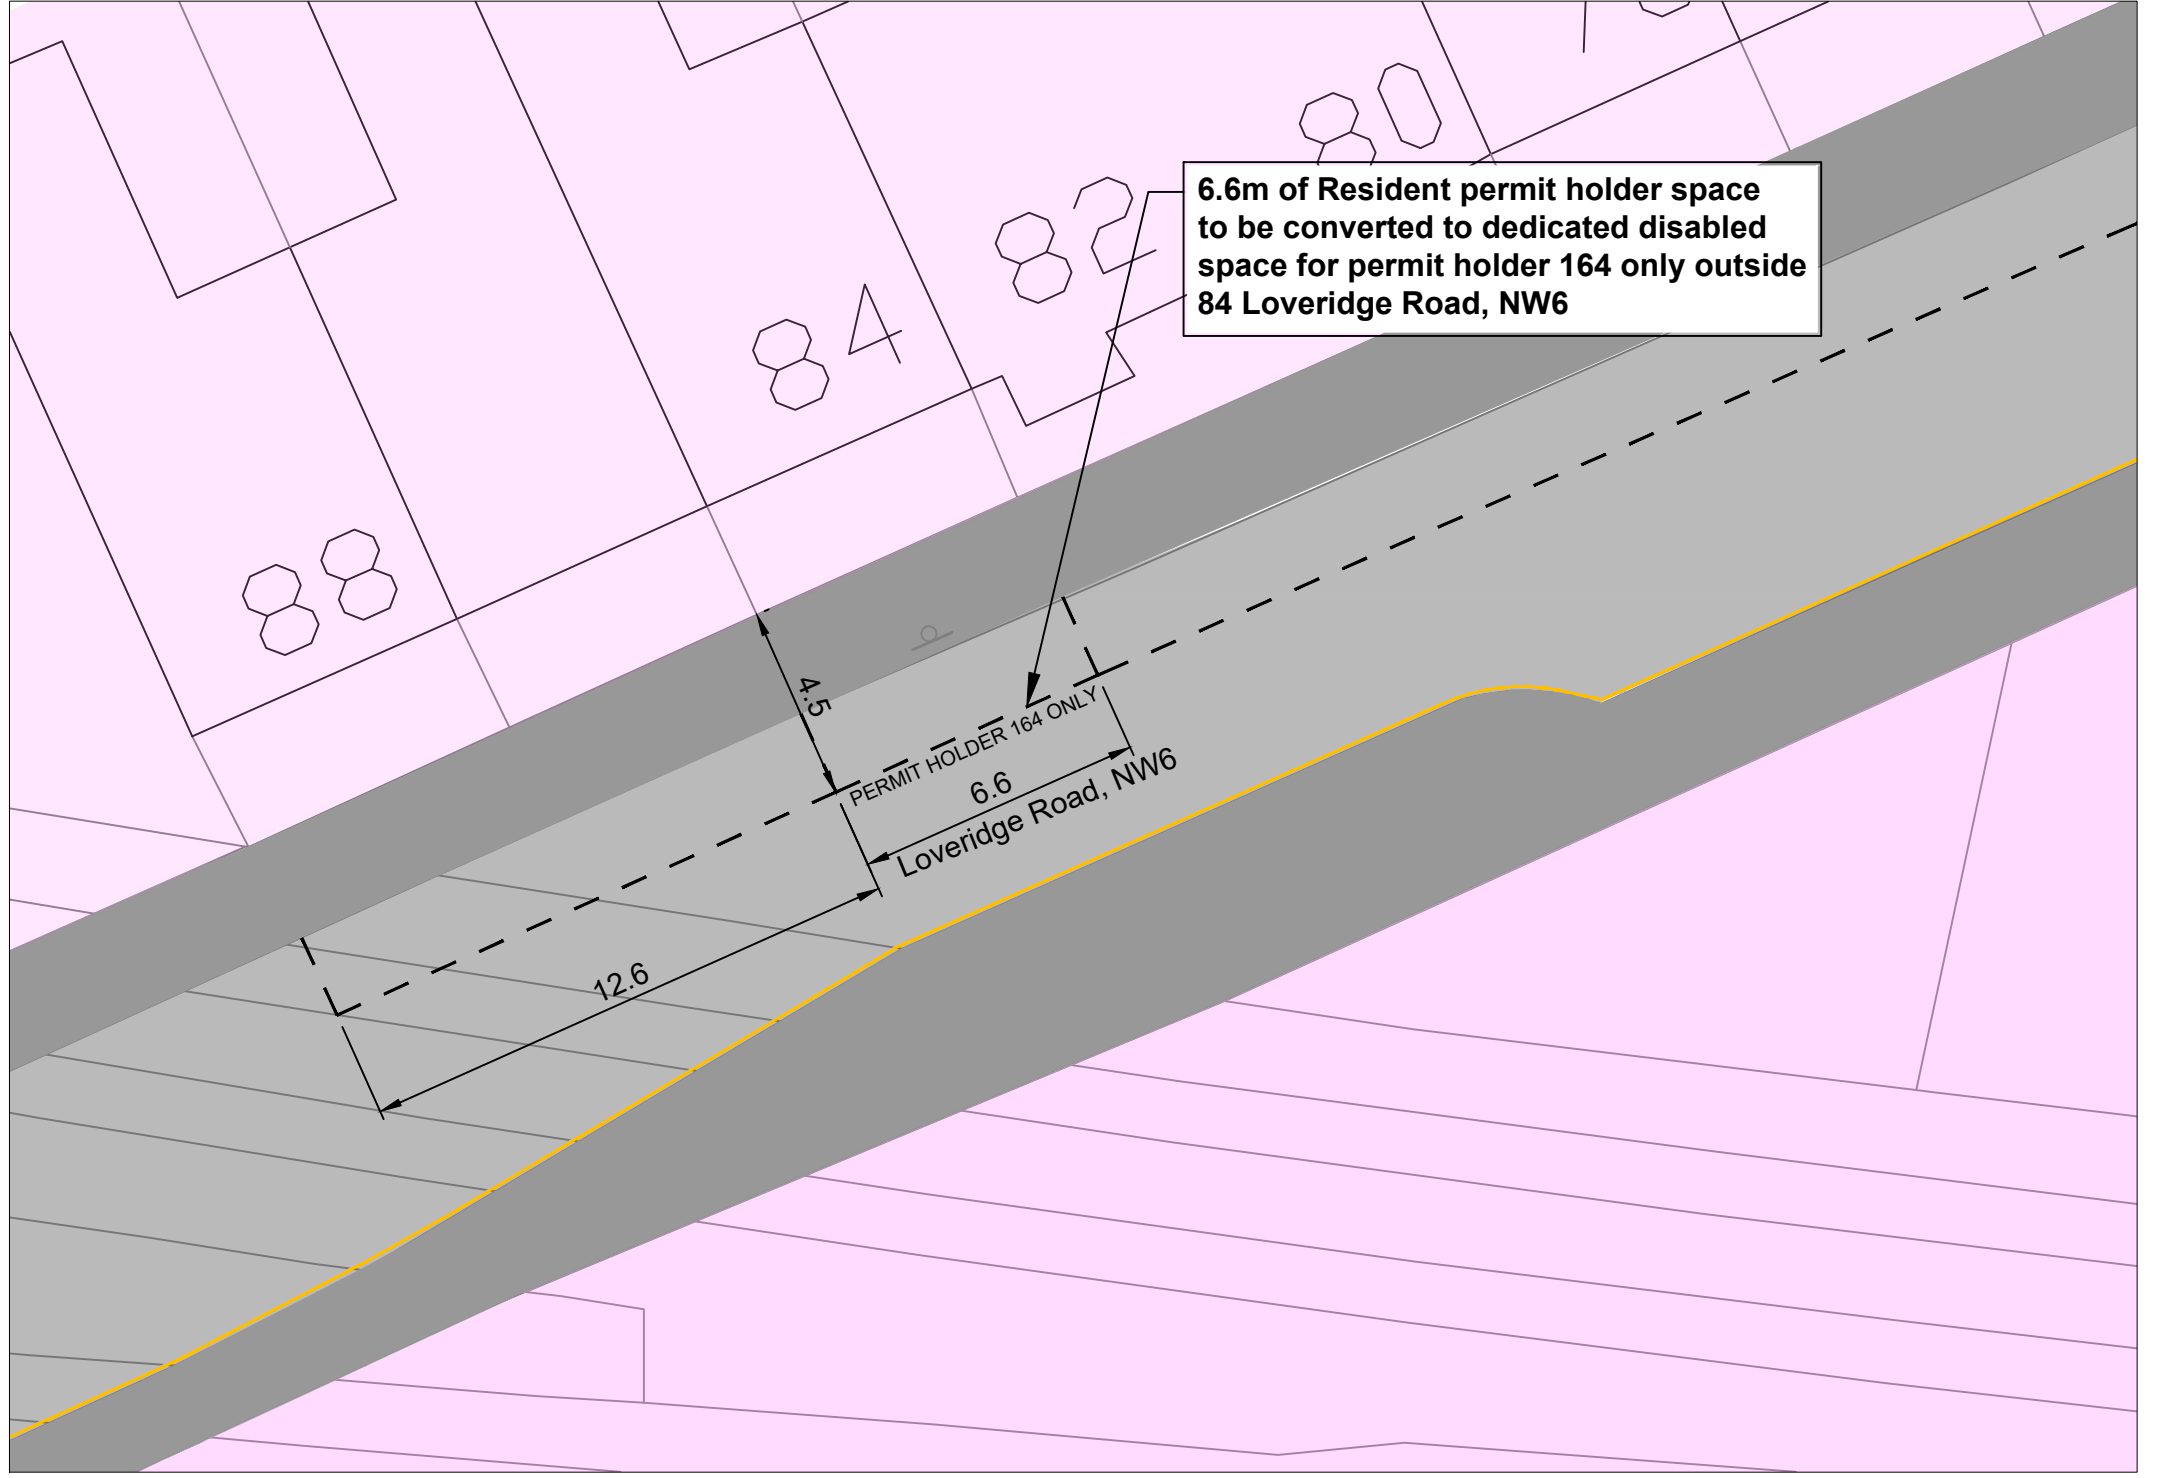 80
82
84
88
6.6m of Resident permit holder space
to be converted to dedicated disabled
space for permit holder 164 only outside
84 Loveridge Road, NW6
4.5
PERMIT HOLDER 164 ONLY
6.6
Loveridge Road, NW6
12.6